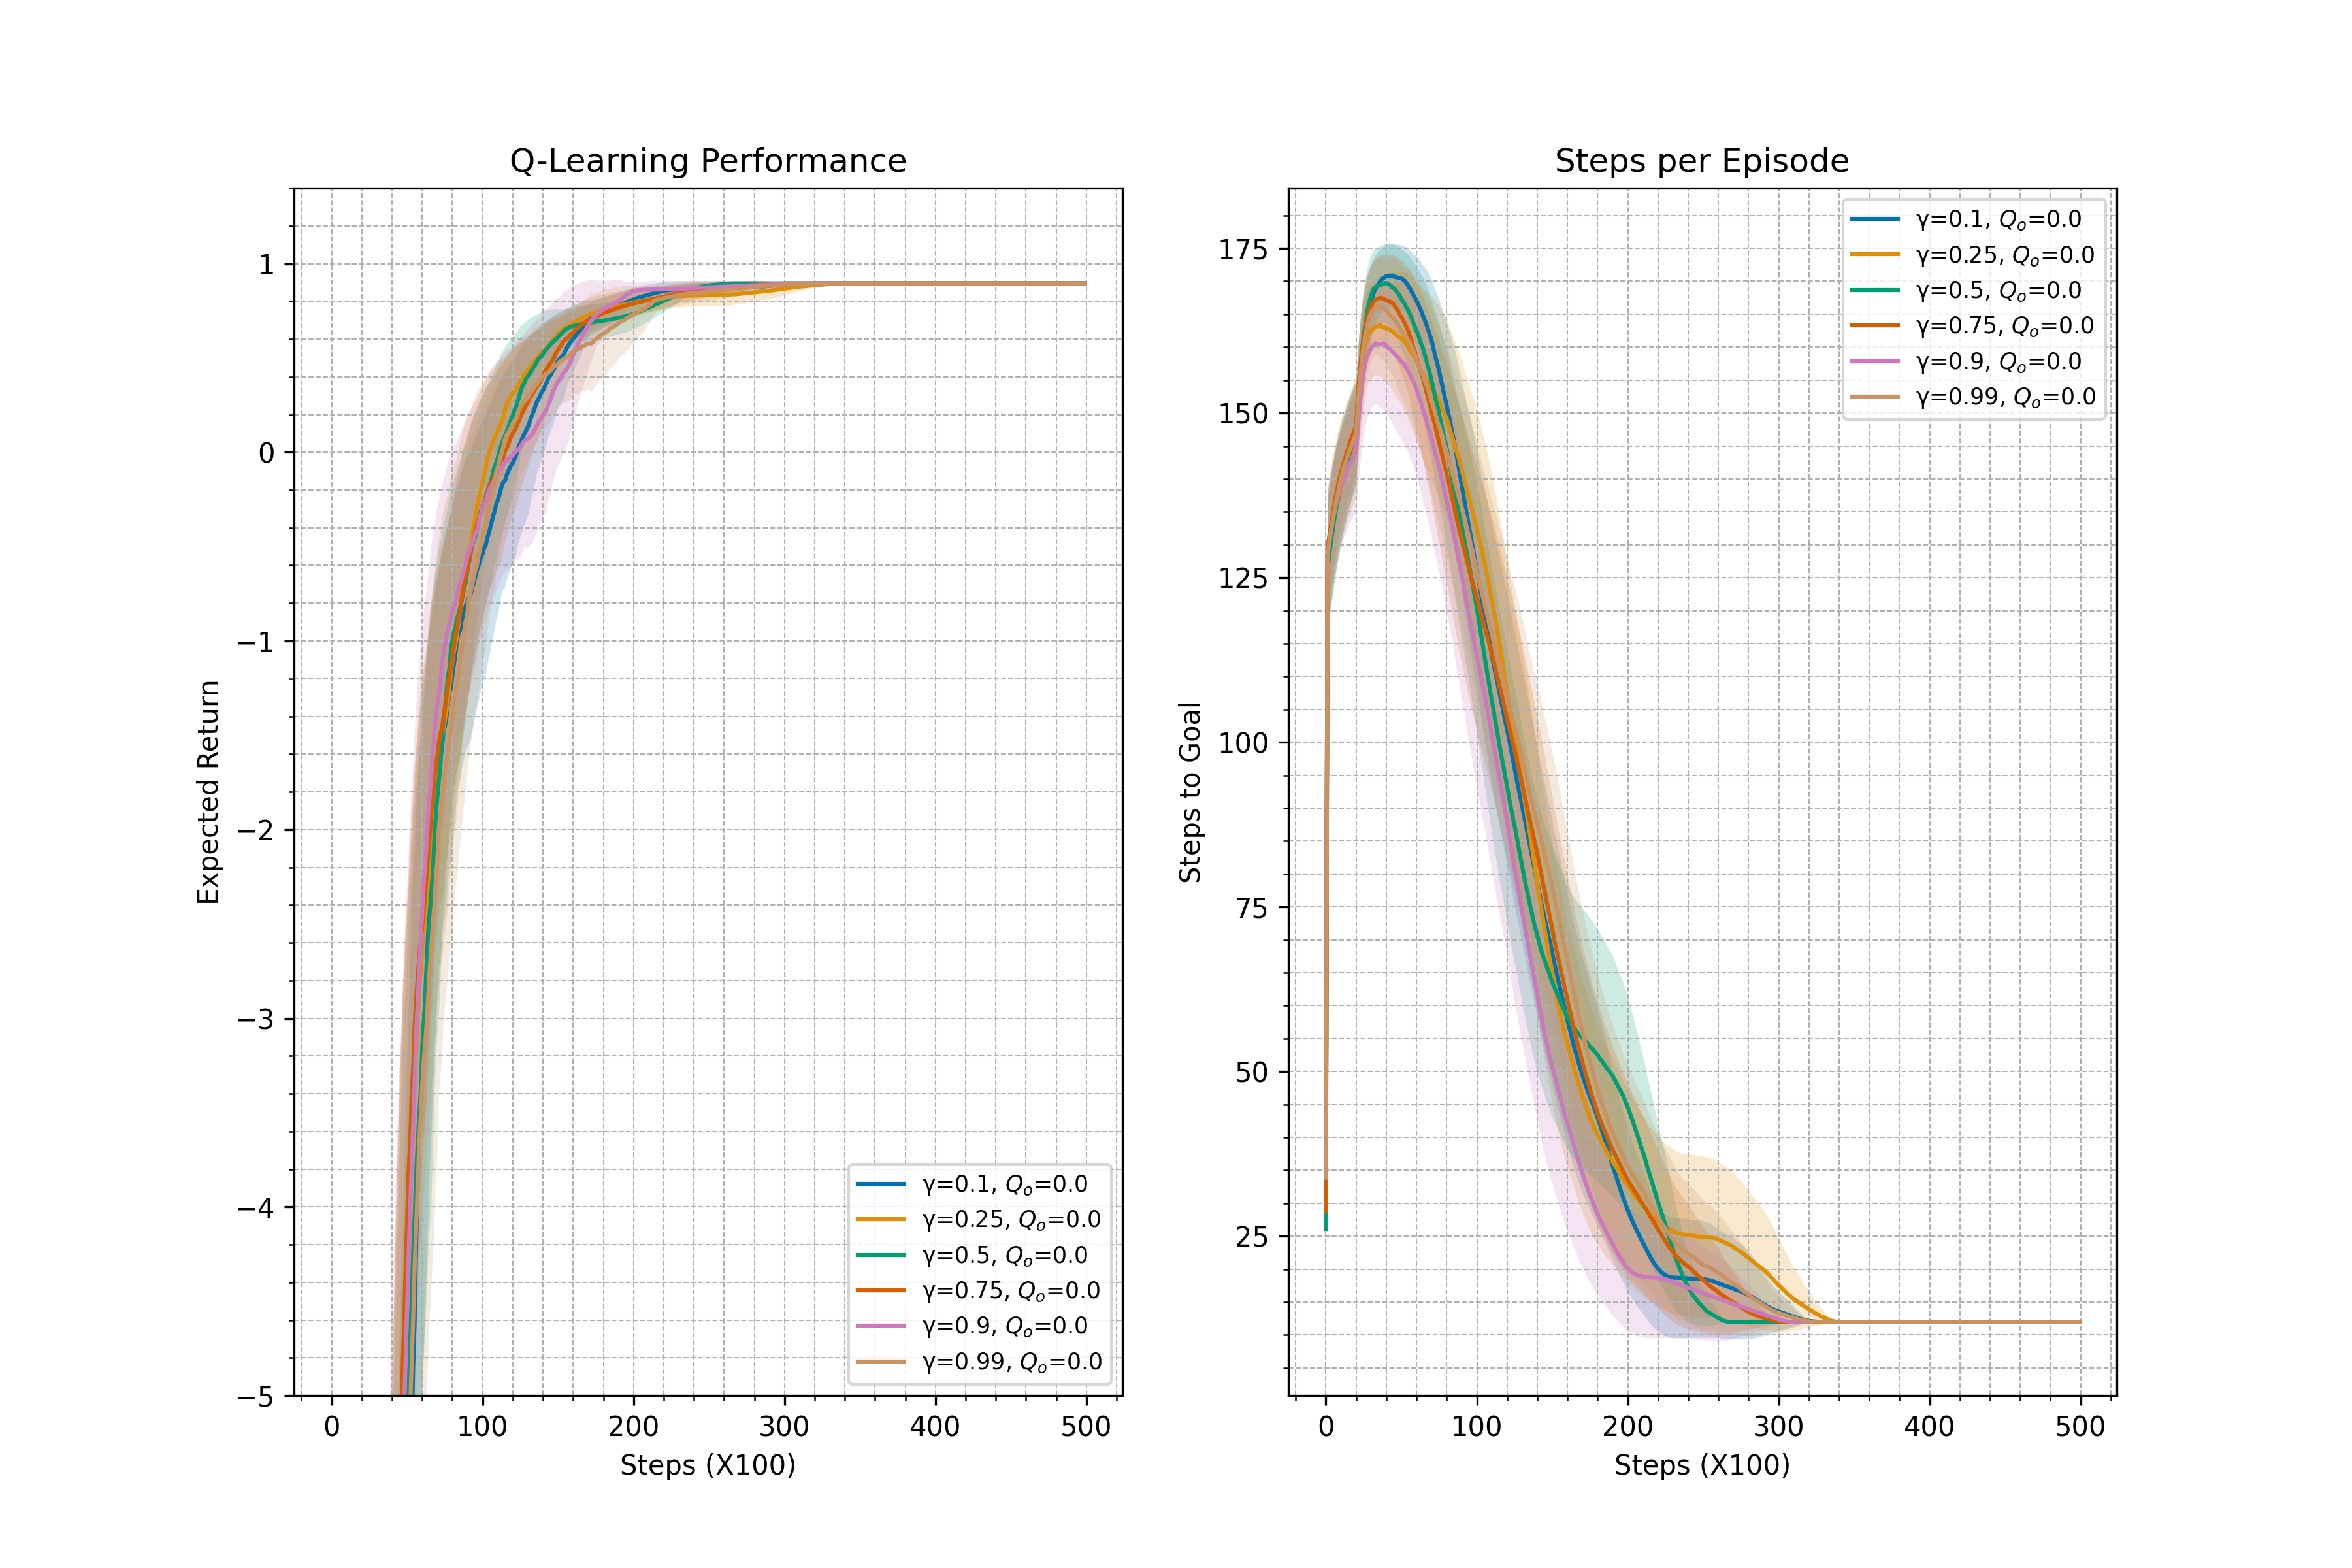 Q-Learning Performance
Expected Return
1
0
−1
−2
−3
−4
−5
0 100 200 300 400 500
Steps (X100)
γ=0.1, Qo=0.0
γ=0.25, Qo=0.0
γ=0.5, Qo=0.0
γ=0.75, Qo=0.0
γ=0.9, Qo=0.0
γ=0.99, Qo=0.0
Steps per Episode
Steps to Goal
175
150
125
100
75
50
25
0 100 200 300 400 500
Steps (X100)
γ=0.1, Qo=0.0
γ=0.25, Qo=0.0
γ=0.5, Qo=0.0
γ=0.75, Qo=0.0
γ=0.9, Qo=0.0
γ=0.99, Qo=0.0